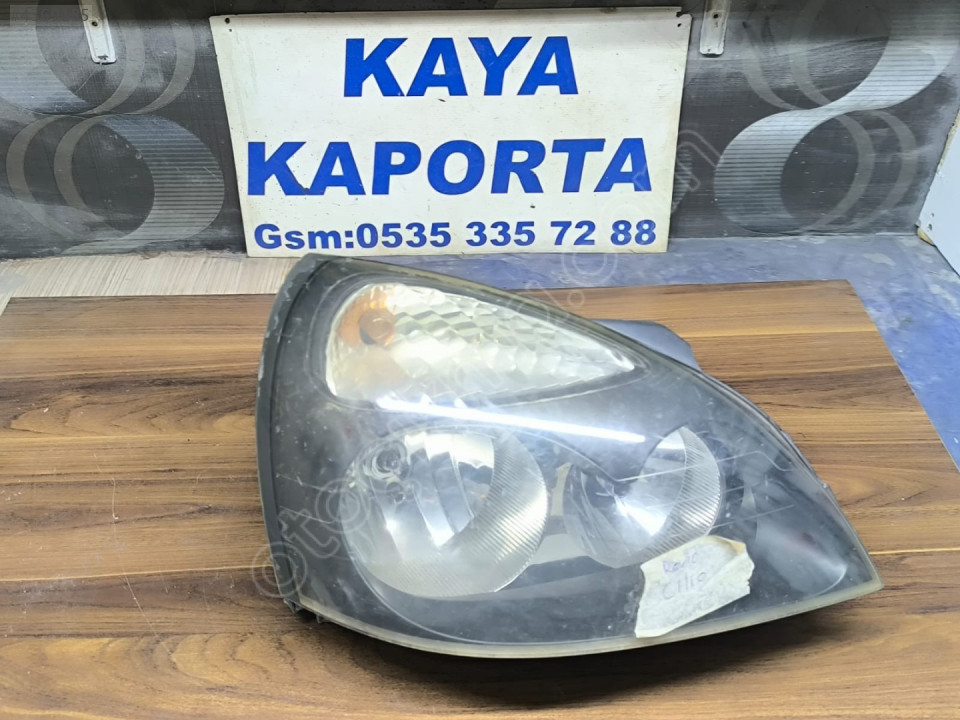 KAYA
KAPORTA
Gsm:0535 335 72 88
Clio